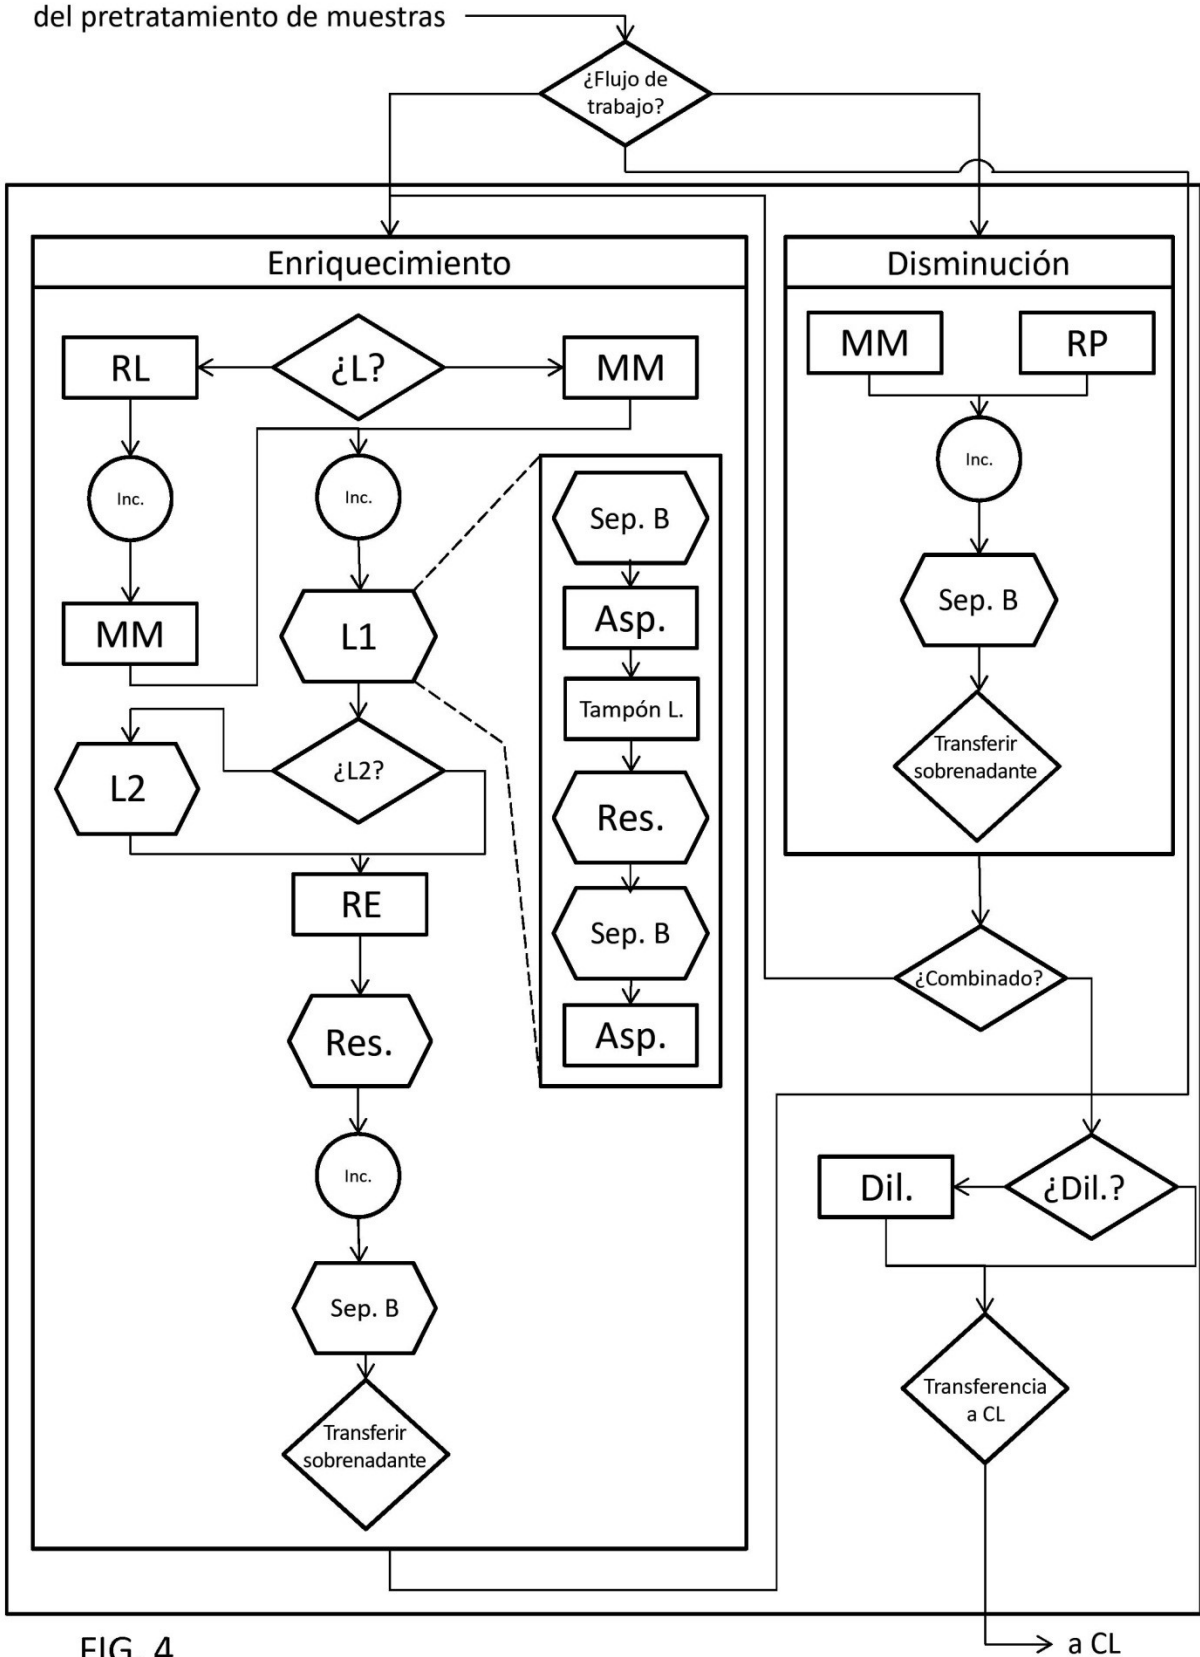 del pretratamiento de muestras
¿Flujo de
trabajo?
Enriquecimiento
RL
¿L?
MM
Inc.
Inc.
MM
L1
L2
¿L2?
RE
Res.
Inc.
Sep. B
Transferir
sobrenadante
Sep. B
Asp.
Tampón L.
Res.
Sep. B
Asp.
Disminución
MM
RP
Inc.
Sep. B
Transferir
sobrenadante
¿Combinado?
Dil.
¿Dil.?
Transferencia
a CL
a CL
FIG. 4